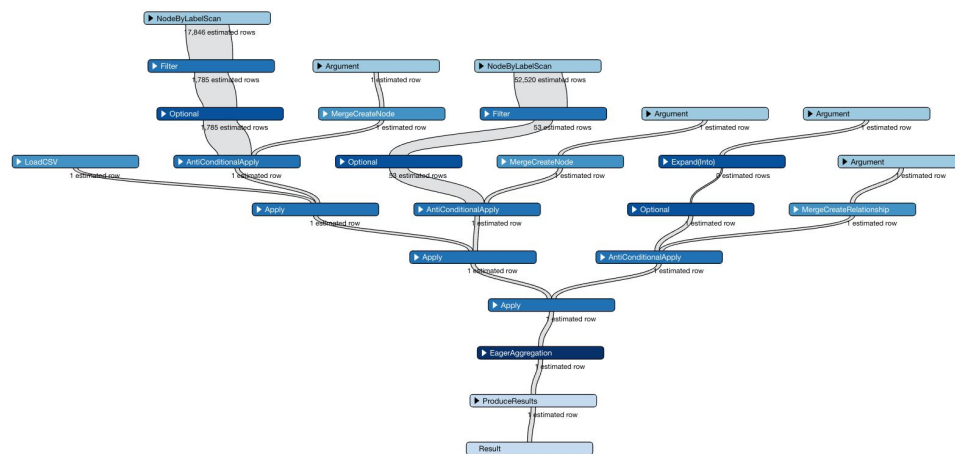 NodeByLabelScan
17,846 estimated rows
Filter
Argument
NodeByLabelScan
1,785 estimated rows
1 estimated row
52,520 estimated rows
Optional
MergeCreateNode
Filter
Argument
Argument
1,785 estimated rows
1 estimated row
53 estimated rows
1 estimated row
1 estimated row
LoadCSV
AntiConditionalApply
Optional
MergeCreateNode
Expand(Into)
Argument
1 estimated row
1 estimated row
53 estimated rows
1 estimated row
0 estimated rows
1 estimated row
Apply
AntiConditionalApply
Optional
MergeCreateRelationship
1 estimated row
1 estimated row
1 estimated row
1 estimated row
Apply
AntiConditionalApply
1 estimated row
1 estimated row
Apply
1 estimated row
EagerAggregation
1 estimated row
ProduceResults
1 estimated row
Result